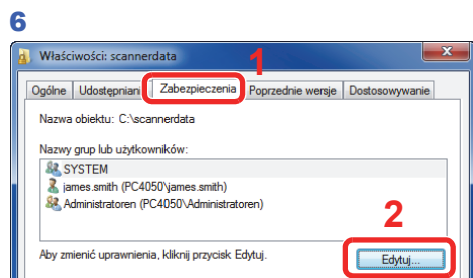 6
Właściwości: scannerdata
1
Ogólne Udostępniani Zabezpieczenia Poprzednie wersje Dostosowywanie
Nazwa obiektu: C:\scannerdata
Nazwy grup lub użytkowników:
SYSTEM
james.smith (PC4050\james.smith)
Administratoren (PC4050\Administratoren)
2
Aby zmienić uprawnienia, kliknij przycisk Edytuj.
Edytuj...